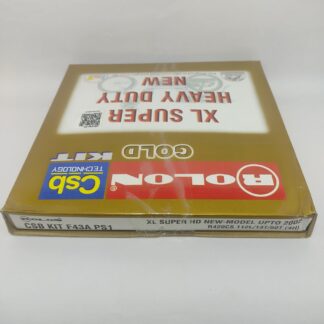 XL SUPER
HEAVY DUTY
NEW
GOLD KIT
ROLON®
Csb
TECHNOLOGY
ROLON
CSB KIT F43A PS1
XL SUPER HD NEW-MODEL UPTO